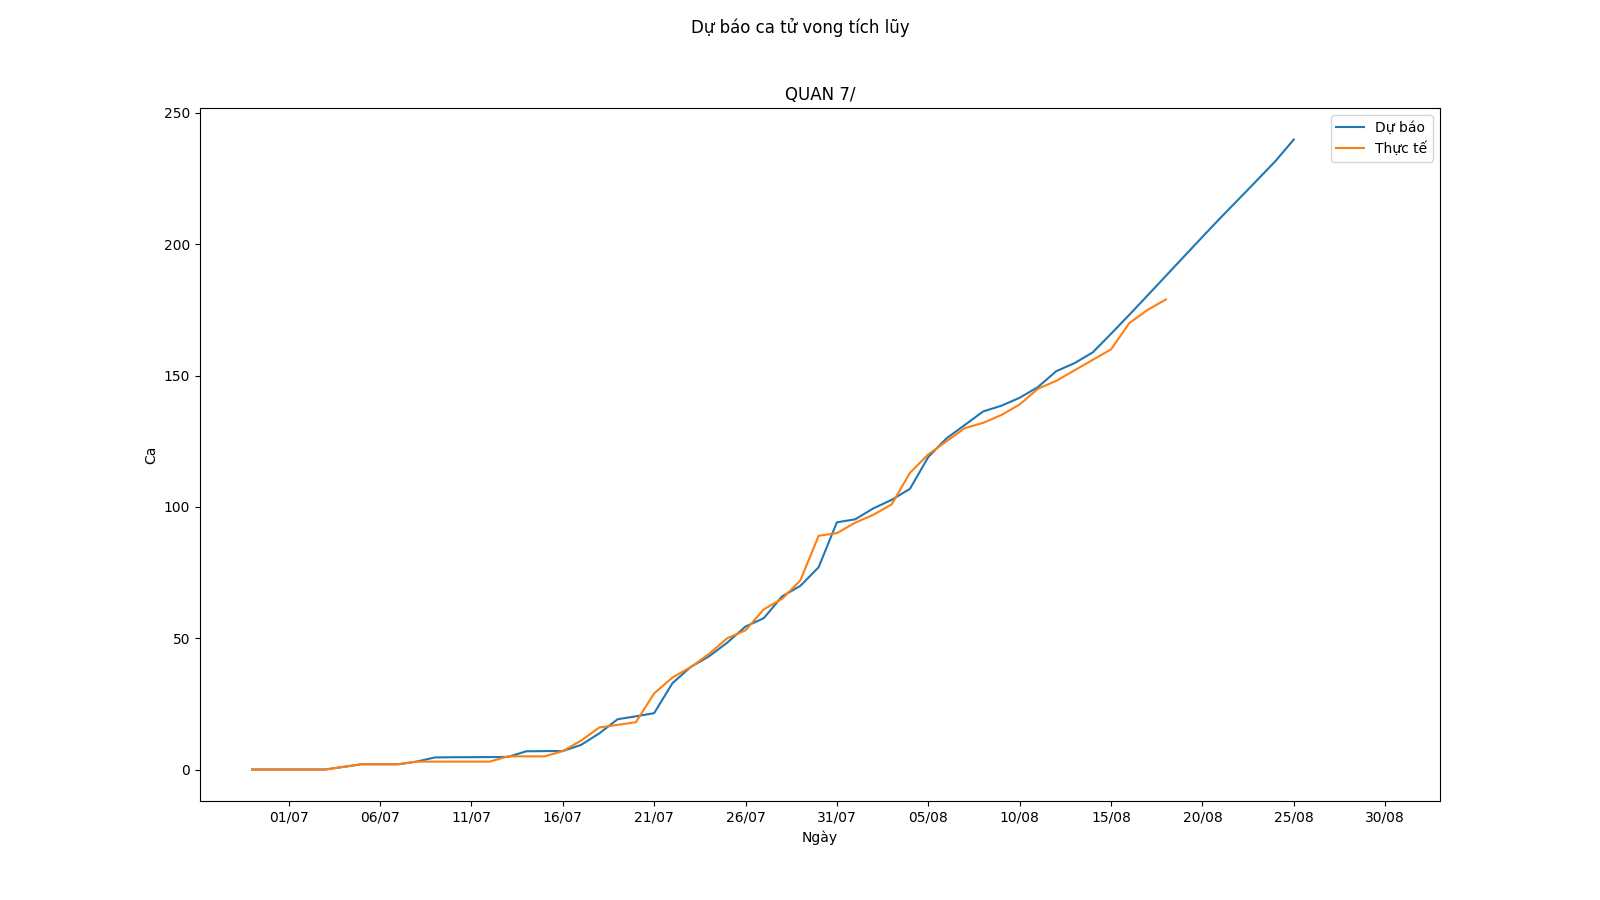 Dự báo ca tử vong tích lũy
QUAN 7/
Dự báo
Thực tế
250
200
150
100
50
0
Ca
01/07 06/07 11/07 16/07 21/07 26/07 31/07 05/08 10/08 15/08 20/08 25/08 30/08
Ngày